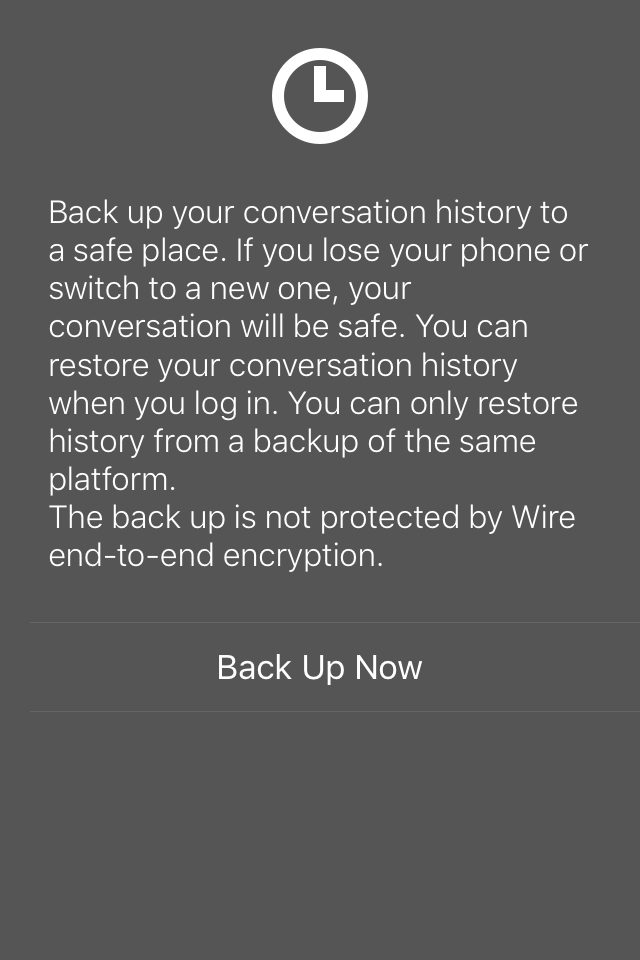 Back up your conversation history to
a safe place. If you lose your phone or
switch to a new one, your
conversation will be safe. You can
restore your conversation history
when you log in. You can only restore
history from a backup of the same
platform.
The back up is not protected by Wire
end-to-end encryption.
Back Up Now